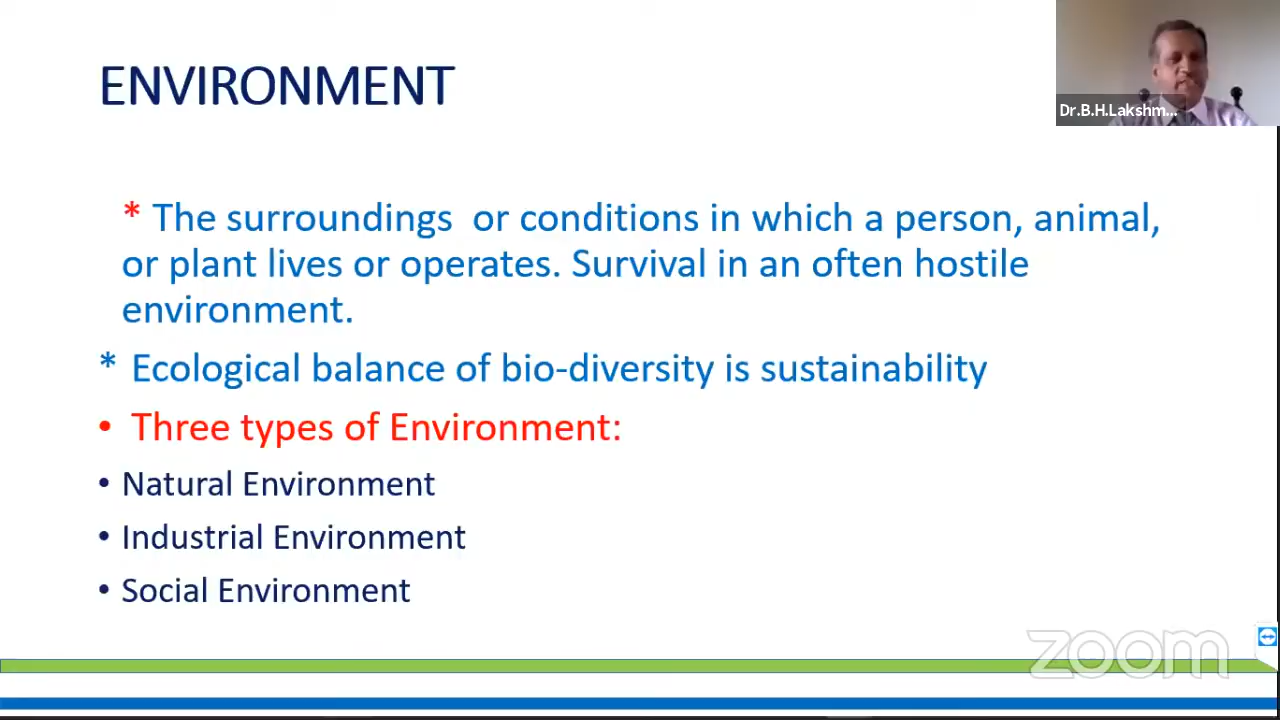 ENVIRONMENT
Dr.B.H.Lakshm...
* The surroundings or conditions in which a person, animal,
or plant lives or operates. Survival in an often hostile
environment.
* Ecological balance of bio-diversity is sustainability
• Three types of Environment:
• Natural Environment
• Industrial Environment
• Social Environment
zoom